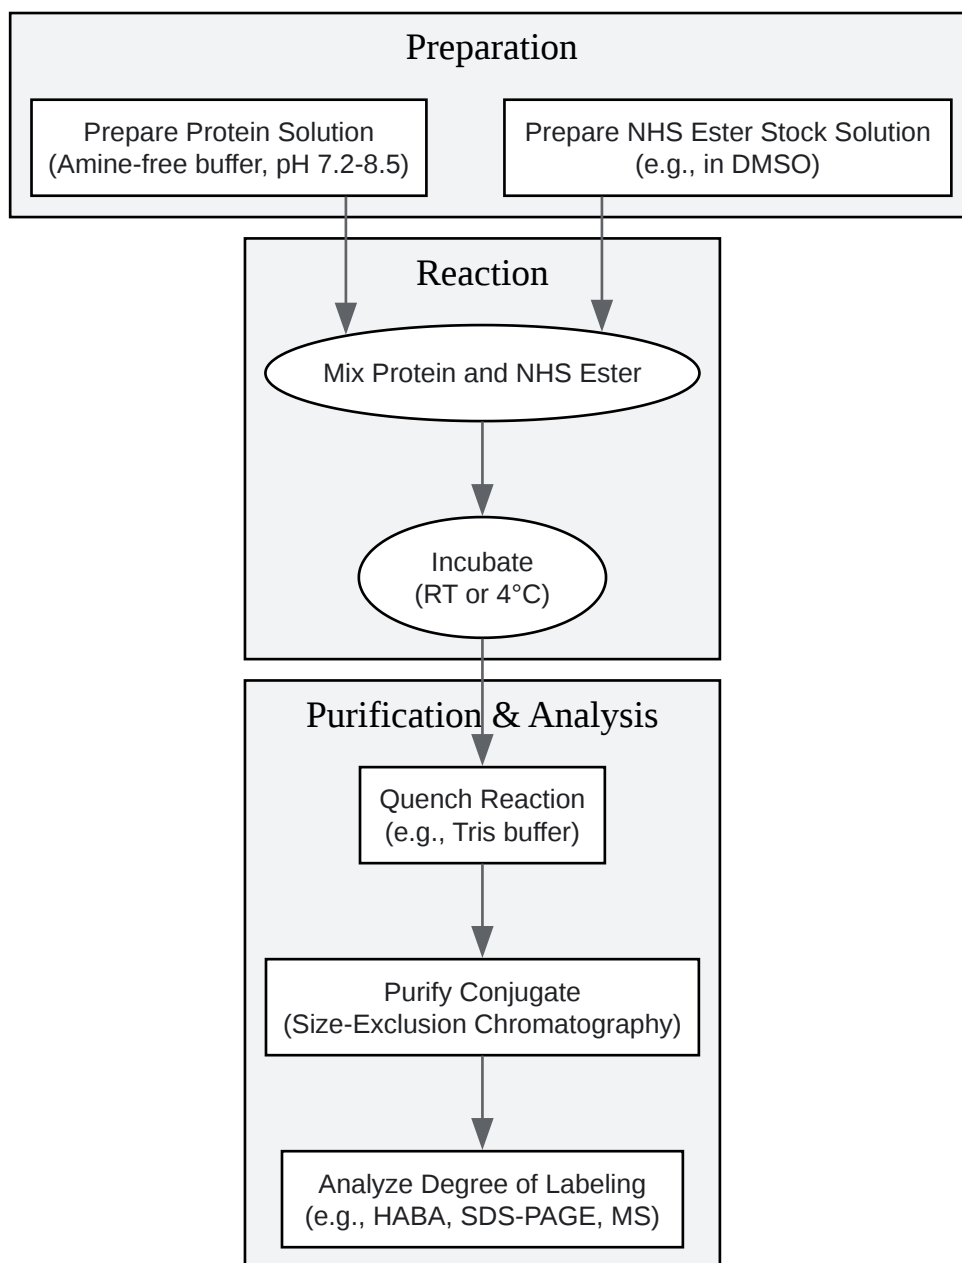 Preparation
Prepare Protein Solution
(Amine-free buffer, pH 7.2-8.5)
Prepare NHS Ester Stock Solution
(e.g., in DMSO)
Reaction
Mix Protein and NHS Ester
Incubate
(RT or 4°C)
Purification & Analysis
Quench Reaction
(e.g., Tris buffer)
Purify Conjugate
(Size-Exclusion Chromatography)
Analyze Degree of Labeling
(e.g., HABA, SDS-PAGE, MS)